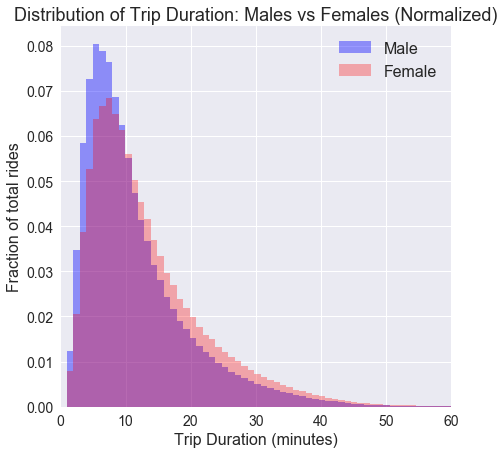 Distribution of Trip Duration: Males vs Females (Normalized)
Male
Female
Fraction of total rides
0.08
0.07
0.06
0.05
0.04
0.03
0.02
0.01
0.00
0 10 20 30 40 50 60
Trip Duration (minutes)